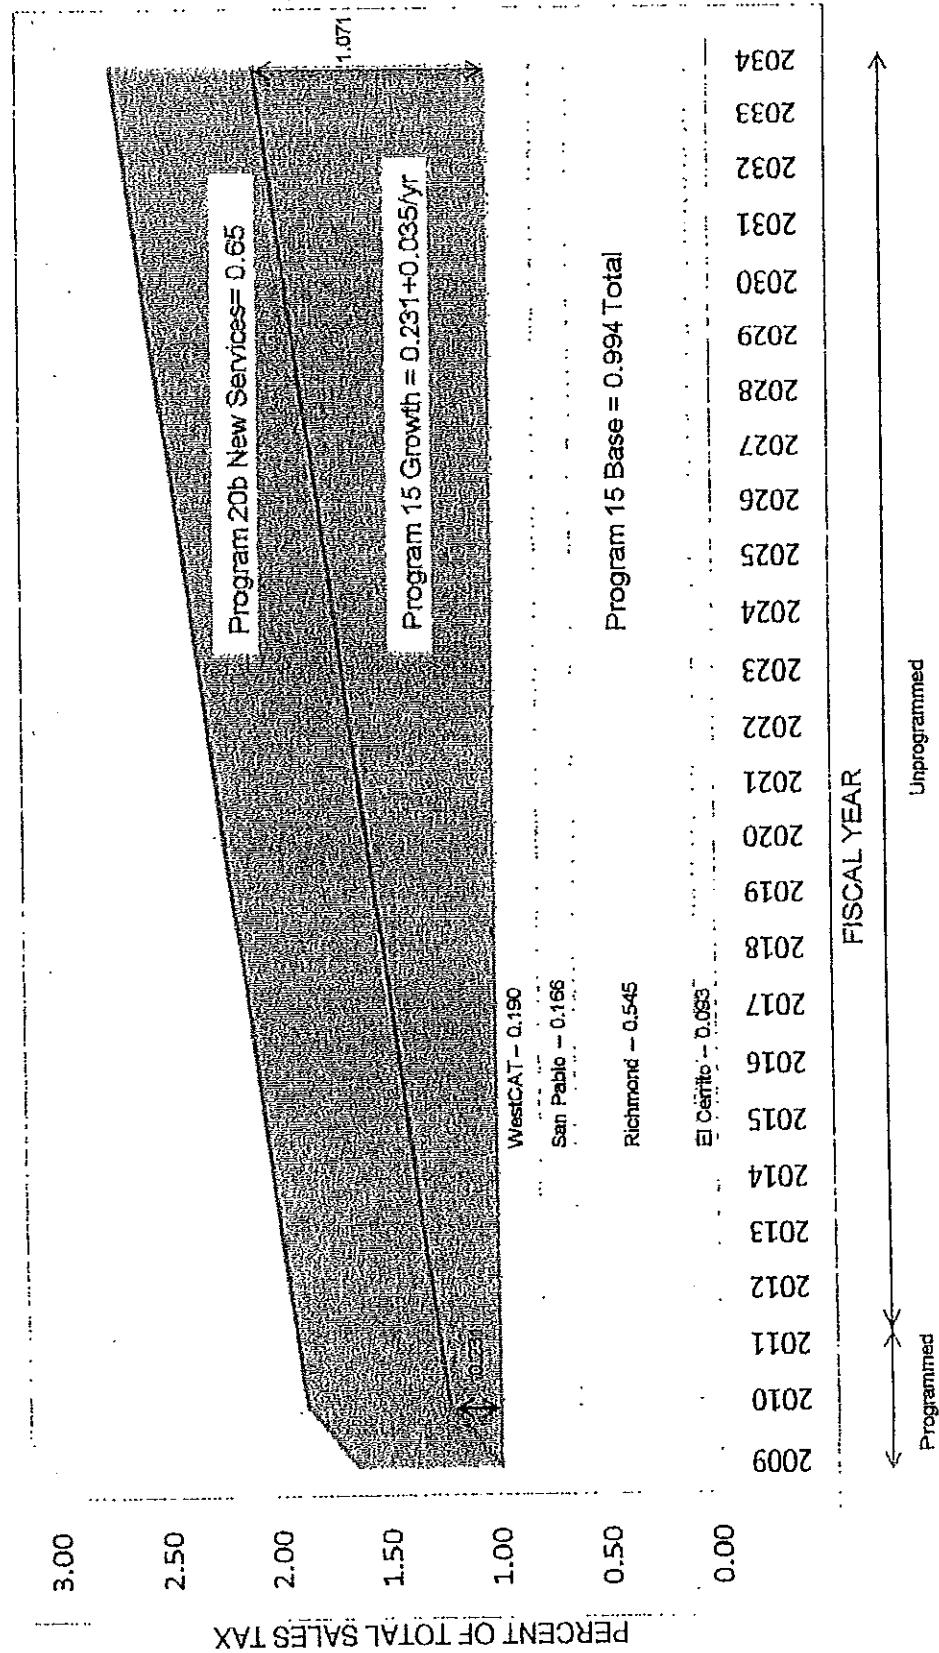 PERCENT OF TOTAL SALES TAX
3.00
2.50
2.00
1.50
1.00
0.50
0.00
Program 20b New Services= 0.65
Program 15 Growth = 0.231+0.035/yr
Program 15 Base = 0.994 Total
1.071
0.231
WestCAT – 0.190
San Pablo – 0.166
Richmond – 0.545
El Cerrito – 0.093
2009 2010 2011 2012 2013 2014 2015 2016 2017 2018 2019 2020 2021 2022 2023 2024 2025 2026 2027 2028 2029 2030 2031 2032 2033 2034
FISCAL YEAR
Programmed
Unprogrammed